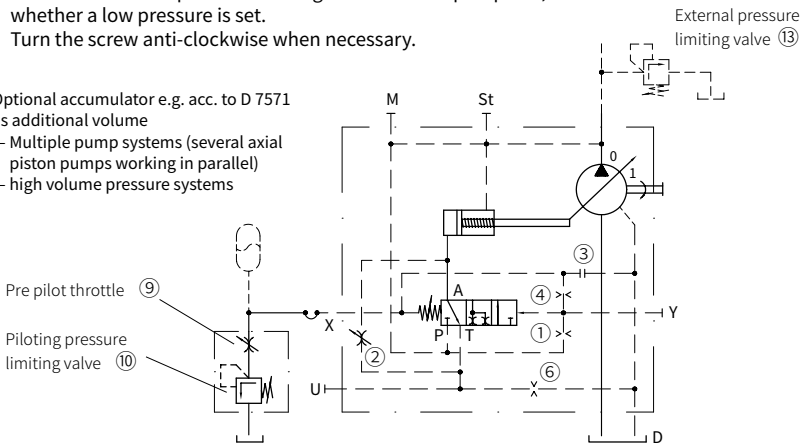 whether a low pressure is set.
Turn the screw anti-clockwise when necessary.
External pressure
limiting valve ⑬
Optional accumulator e.g. acc. to D 7571
as additional volume
– Multiple pump systems (several axial
piston pumps working in parallel)
– high volume pressure systems
M
St
0
1
③
Pre pilot throttle ⑨
A
④
X
Y
P T
①
Piloting pressure
limiting valve ⑩
②
⑥
U
D